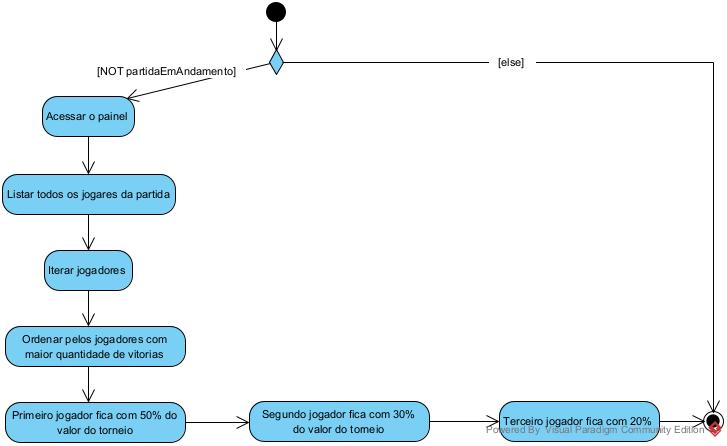 [NOT partidaEmAndamento]
[else]
Acessar o painel
Listar todos os jogares da partida
Iterar jogadores
Ordenar pelos jogadores com
maior quantidade de vitorias
Primeiro jogador fica com 50% do
valor do torneio
Segundo jogador fica com 30%
do valor do torneio
Terceiro jogador fica com 20%
Powered By Visual Paradigm Community Edition